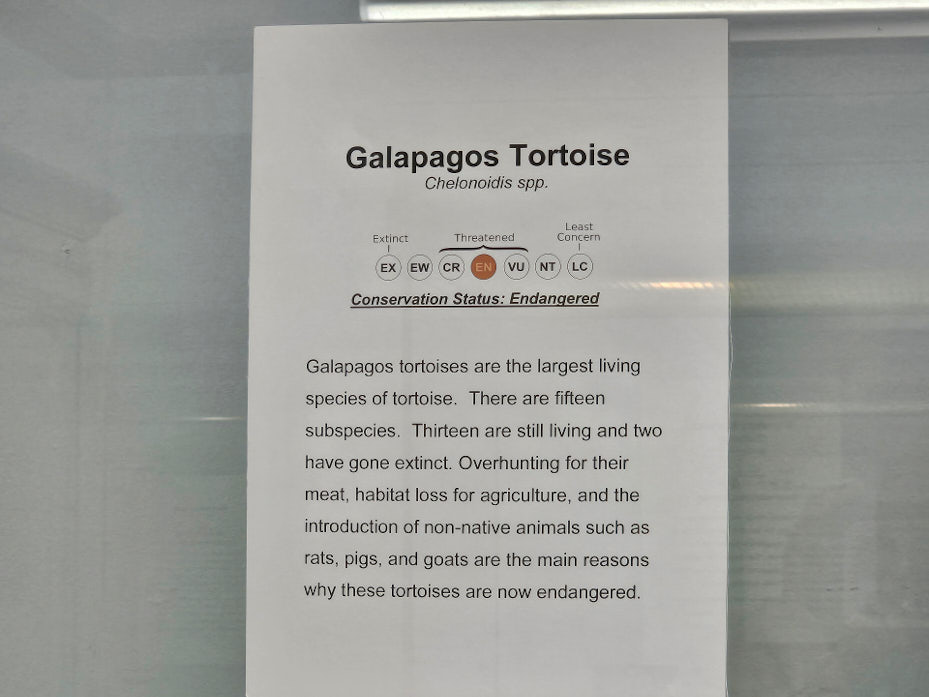 Galapagos Tortoise
Chelonoidis spp.
Least
Extinct Threatened Concern
EX EW CR EN VU NT LC
Conservation Status: Endangered
Galapagos tortoises are the largest living
species of tortoise.  There are fifteen
subspecies.  Thirteen are still living and two
have gone extinct. Overhunting for their
meat, habitat loss for agriculture, and the
introduction of non-native animals such as
rats, pigs, and goats are the main reasons
why these tortoises are now endangered.